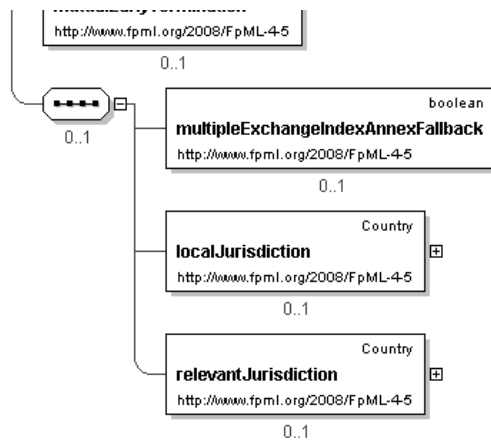 http://www.fpml.org/2008/FpML-4-5
0..1
0..1
boolean
multipleExchangeIndexAnnexFallback
http://www.fpml.org/2008/FpML-4-5
0..1
Country
localJurisdiction
http://www.fpml.org/2008/FpML-4-5
0..1
Country
relevantJurisdiction
http://www.fpml.org/2008/FpML-4-5
0..1